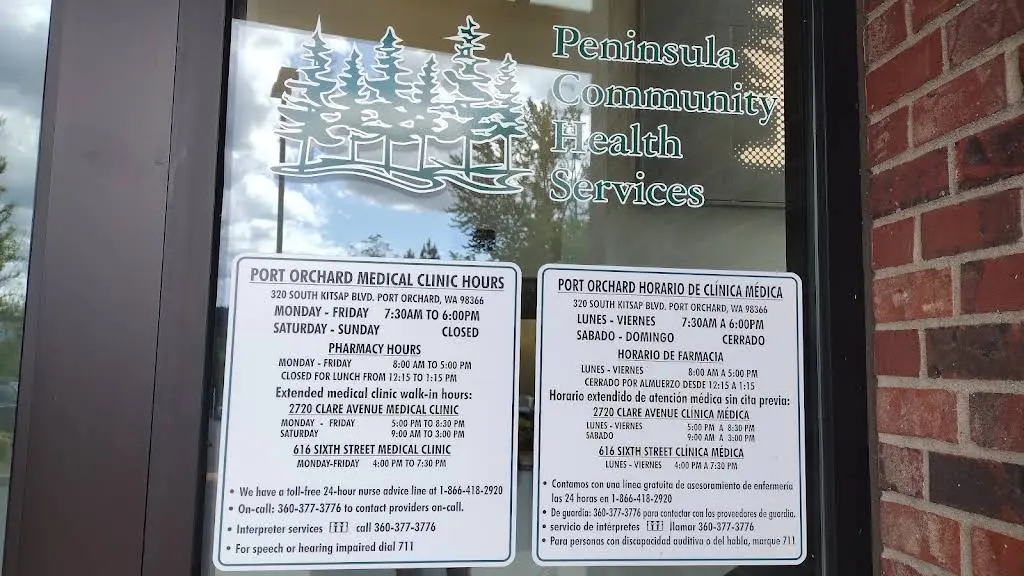 Peninsula
Community
Health
Services
PORT ORCHARD MEDICAL CLINIC HOURS
320 SOUTH KITSAP BLVD. PORT ORCHARD, WA 98366
MONDAY - FRIDAY 7:30AM TO 6:00PM
SATURDAY - SUNDAY CLOSED
PHARMACY HOURS
MONDAY - FRIDAY 8:00 AM TO 5:00 PM
CLOSED FOR LUNCH FROM 12:15 TO 1:15 PM
Extended medical clinic walk-in hours:
2720 CLARE AVENUE MEDICAL CLINIC
MONDAY - FRIDAY 5:00 PM TO 8:30 PM
SATURDAY 9:00 AM TO 3:00 PM
616 SIXTH STREET MEDICAL CLINIC
MONDAY-FRIDAY 4:00 PM TO 7:30 PM
• We have a toll-free 24-hour nurse advice line at 1-866-418-2920
• On-call: 360-377-3776 to contact providers on-call.
• Interpreter services call 360-377-3776
• For speech or hearing impaired dial 711
PORT ORCHARD HORARIO DE CLÍNICA MÉDICA
320 SOUTH KITSAP BLVD. PORT ORCHARD, WA 98366
LUNES - VIERNES 7:30AM A 6:00PM
SABADO - DOMINGO CERRADO
HORARIO DE FARMACIA
LUNES - VIERNES 8:00 AM A 5:00 PM
CERRADO POR ALMUERZO DESDE 12:15 A 1:15
Horario extendido de atención médica sin cita previa:
2720 CLARE AVENUE CLÍNICA MÉDICA
LUNES - VIERNES 5:00 PM A 8:30 PM
SABADO 9:00 AM A 3:00 PM
616 SIXTH STREET CLÍNICA MÉDICA
LUNES - VIERNES 4:00 PM A 7:30 PM
• Contamos con una línea gratuita de asesoramiento de enfermería
las 24 horas en 1-866-418-2920
• De guardia: 360-377-3776 para contactar con los proveedores de guardia.
• servicio de intérpretes llamar 360-377-3776
• Para personas con discapacidad auditiva o del habla, marque 711